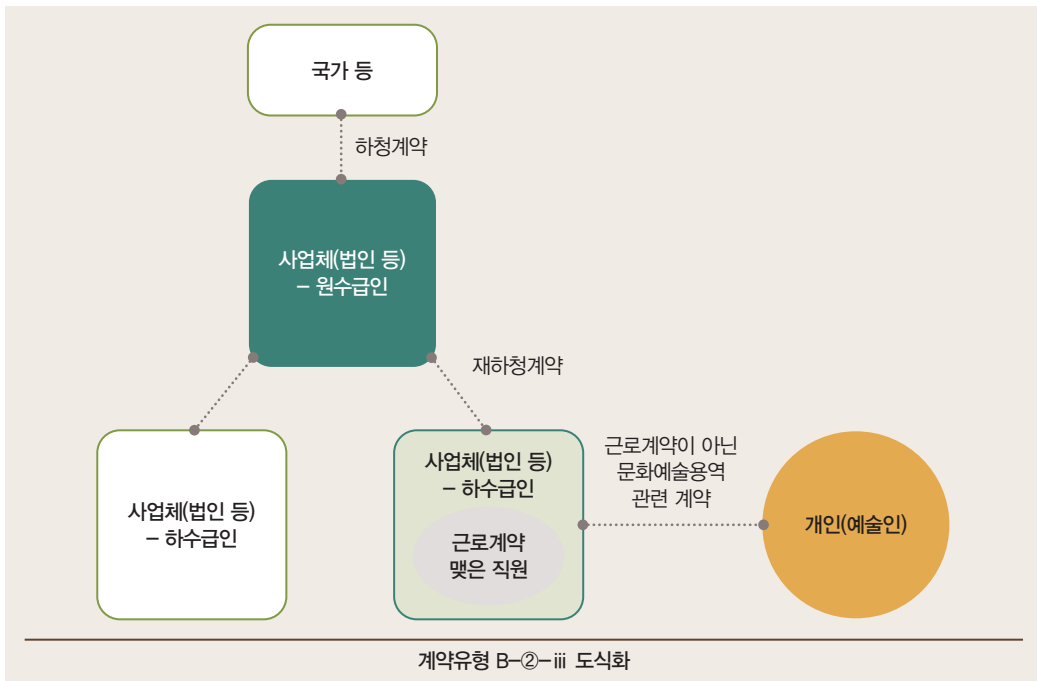 국가 등
하청계약
사업체(법인 등)
– 원수급인
재하청계약
사업체(법인 등)
– 하수급인
사업체(법인 등)
– 하수급인
근로계약
맺은 직원
근로계약이 아닌
문화예술용역
관련 계약
개인(예술인)
계약유형 B–②–ⅲ 도식화